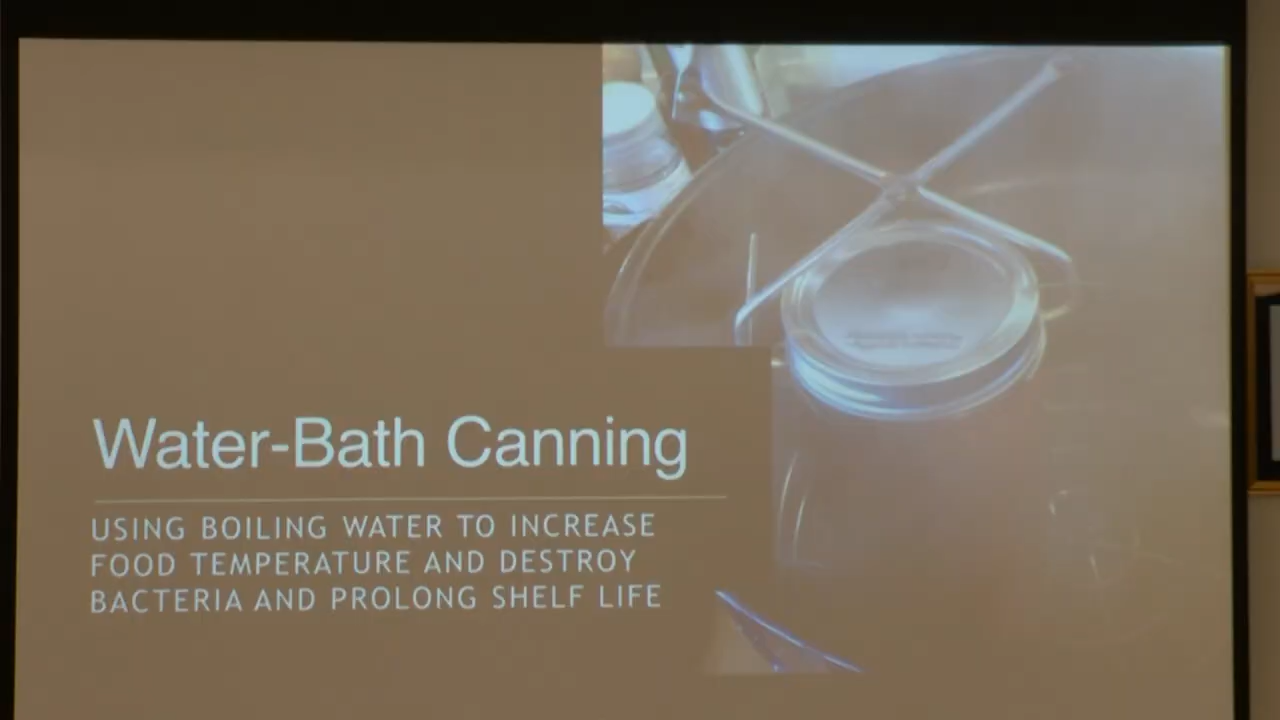 Water-Bath Canning
USING BOILING WATER TO INCREASE
FOOD TEMPERATURE AND DESTROY
BACTERIA AND PROLONG SHELF LIFE